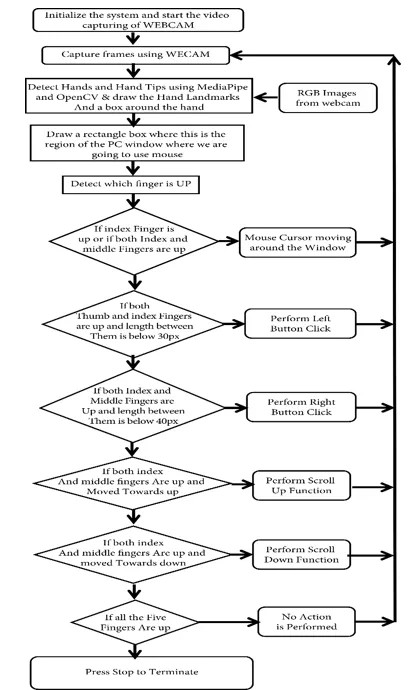 Initialize the system and start the video
capturing of WEBCAM
Capture frames using WECAM
Detect Hands and Hand Tips using MediaPipe
and OpenCV & draw the Hand Landmarks
And a box around the hand
RGB Images
from webcam
Draw a rectangle box where this is the
region of the PC window where we are
going to use mouse
Detect which finger is UP
If index Finger is
up or if both Index and
middle Fingers are up
Mouse Cursor moving
around the Window
If both
Thumb and index Fingers
are up and length between
Them is below 30px
Perform Left
Button Click
If both Index and
Middle Fingers are
Up and length between
Them is below 40px
Perform Right
Button Click
If both index
And middle fingers Are up and
Moved Towards up
Perform Scroll
Up Function
If both index
And middle fingers Are up and
moved Towards down
Perform Scroll
Down Function
If all the Five
Fingers Are up
No Action
is Performed
Press Stop to Terminate